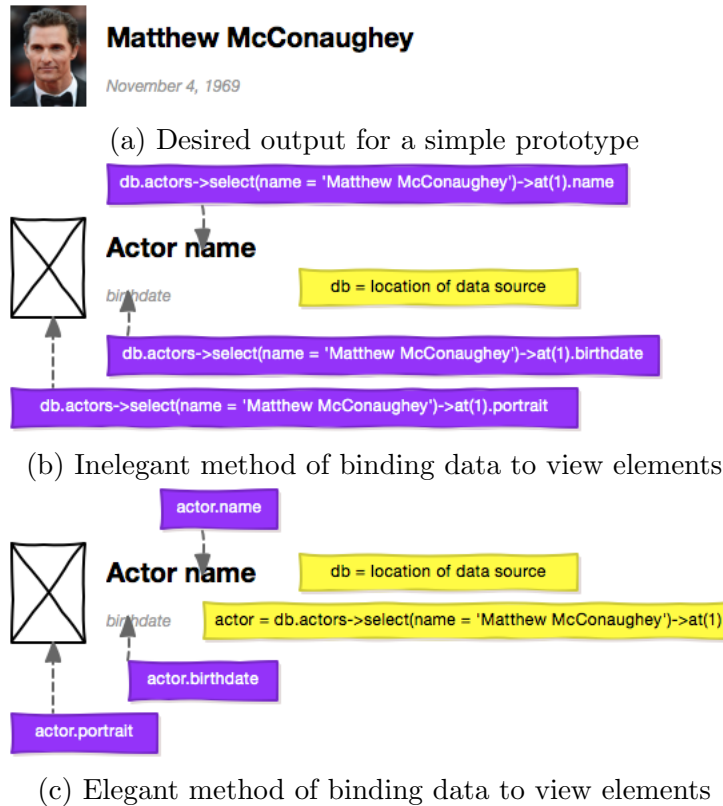 Matthew McConaughey
November 4, 1969
(a) Desired output for a simple prototype
db.actors->select(name = 'Matthew McConaughey')->at(1).name
Actor name
birthdate
db = location of data source
db.actors->select(name = 'Matthew McConaughey')->at(1).birthdate
db.actors->select(name = 'Matthew McConaughey')->at(1).portrait
(b) Inelegant method of binding data to view elements
actor.name
Actor name
db = location of data source
birthdate
actor = db.actors->select(name = 'Matthew McConaughey')->at(1)
actor.birthdate
actor.portrait
(c) Elegant method of binding data to view elements